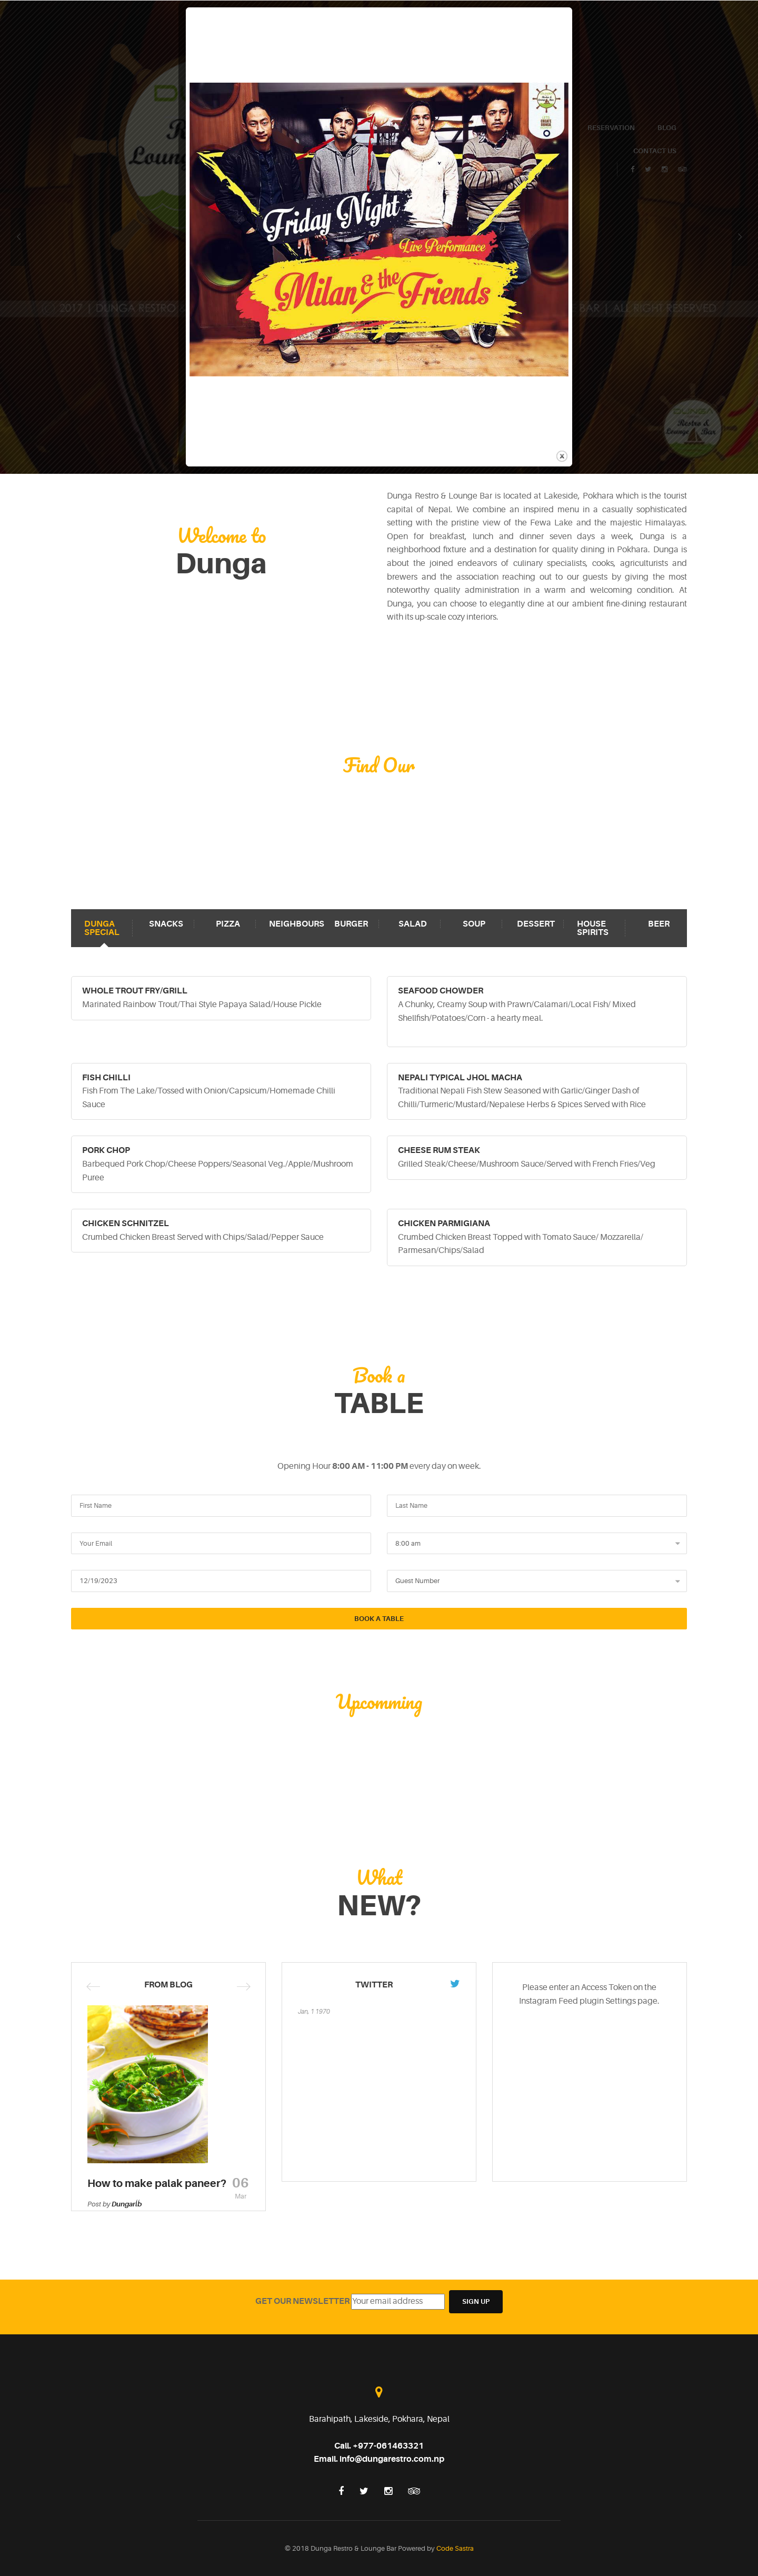 RESERVATION BLOG
CONTACT US
Friday Night
Live Performance
Milan & the Friends
2017 | DUNGA RESTRO
BAR | ALL RIGHT RESERVED
DUNGA
Restro &
Lounge Bar
X
Welcome to
Dunga
Dunga Restro & Lounge Bar is located at Lakeside, Pokhara which is the tourist
capital of Nepal. We combine an inspired menu in a casually sophisticated
setting with the pristine view of the Fewa Lake and the majestic Himalayas.
Open for breakfast, lunch and dinner seven days a week, Dunga is a
neighborhood fixture and a destination for quality dining in Pokhara. Dunga is
about the joined endeavors of culinary specialists, cooks, agriculturists and
brewers and the association reaching out to our guests by giving the most
noteworthy quality administration in a warm and welcoming condition. At
Dunga, you can choose to elegantly dine at our ambient fine-dining restaurant
with its up-scale cozy interiors.
Find Our
DUNGA SPECIAL SNACKS PIZZA NEIGHBOURS BURGER SALAD SOUP DESSERT HOUSE SPIRITS BEER
WHOLE TROUT FRY/GRILL
Marinated Rainbow Trout/Thai Style Papaya Salad/House Pickle
SEAFOOD CHOWDER
A Chunky, Creamy Soup with Prawn/Calamari/Local Fish/ Mixed
Shellfish/Potatoes/Corn - a hearty meal.
FISH CHILLI
Fish From The Lake/Tossed with Onion/Capsicum/Homemade Chilli
Sauce
NEPALI TYPICAL JHOL MACHA
Traditional Nepali Fish Stew Seasoned with Garlic/Ginger Dash of
Chilli/Turmeric/Mustard/Nepalese Herbs & Spices Served with Rice
PORK CHOP
Barbequed Pork Chop/Cheese Poppers/Seasonal Veg./Apple/Mushroom
Puree
CHEESE RUM STEAK
Grilled Steak/Cheese/Mushroom Sauce/Served with French Fries/Veg
CHICKEN SCHNITZEL
Crumbed Chicken Breast Served with Chips/Salad/Pepper Sauce
CHICKEN PARMIGIANA
Crumbed Chicken Breast Topped with Tomato Sauce/ Mozzarella/
Parmesan/Chips/Salad
Book a
TABLE
Opening Hour 8:00 AM - 11:00 PM every day on week.
First Name
Last Name
Your Email
8:00 am
12/19/2023
Guest Number
BOOK A TABLE
Upcomming
What
NEW?
FROM BLOG
How to make palak paneer?
06
Mar
Post by Dungarlb
TWITTER
Jan, 1 1970
Please enter an Access Token on the
Instagram Feed plugin Settings page.
GET OUR NEWSLETTER Your email address SIGN UP
Barahipath, Lakeside, Pokhara, Nepal
Call. +977-061463321
Email. info@dungarestro.com.np
© 2018 Dunga Restro & Lounge Bar Powered by Code Sastra